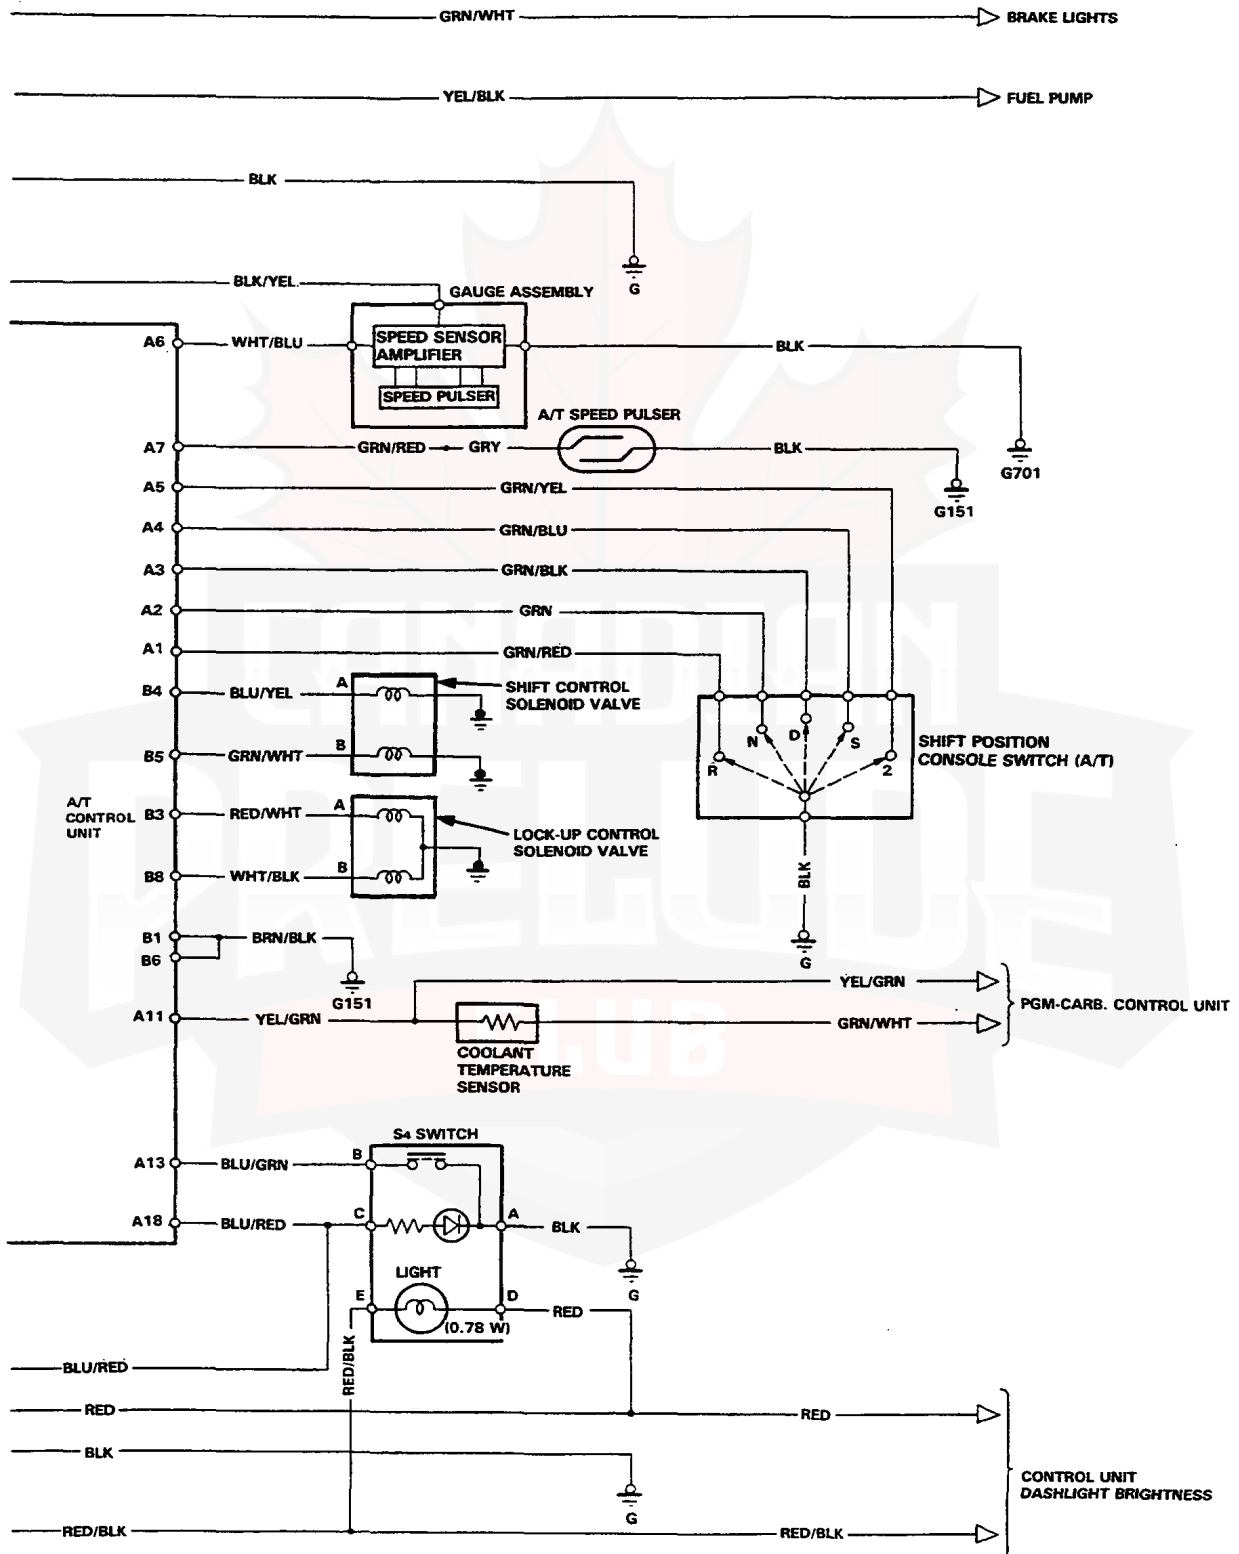 GRN/WHT
BRAKE LIGHTS
YEL/BLK
FUEL PUMP
BLK
G
BLK/YEL
GAUGE ASSEMBLY
A6
WHT/BLU
SPEED SENSOR
AMPLIFIER
SPEED PULSER
BLK
G701
A/T SPEED PULSER
A7
GRN/RED
GRY
BLK
G151
A5
GRN/YEL
A4
GRN/BLU
A3
GRN/BLK
A2
GRN
A1
GRN/RED
B4
BLU/YEL
A
SHIFT CONTROL
SOLENOID VALVE
B5
GRN/WHT
B
R
N
D
S
2
SHIFT POSITION
CONSOLE SWITCH (A/T)
BLK
G
A/T
CONTROL
UNIT
B3
RED/WHT
A
LOCK-UP CONTROL
SOLENOID VALVE
B8
WHT/BLK
B
B1
BRN/BLK
B6
G151
YEL/GRN
A11
YEL/GRN
GRN/WHT
PGM-CARB. CONTROL UNIT
COOLANT
TEMPERATURE
SENSOR
S4 SWITCH
A13
BLU/GRN
B
A18
BLU/RED
C
A
BLK
G
LIGHT
E
D
RED
(0.78 W)
RED/BLK
BLU/RED
RED
RED
BLK
G
CONTROL UNIT
DASHLIGHT BRIGHTNESS
RED/BLK
RED/BLK
CANADIAN
PRELUDE
CLUB